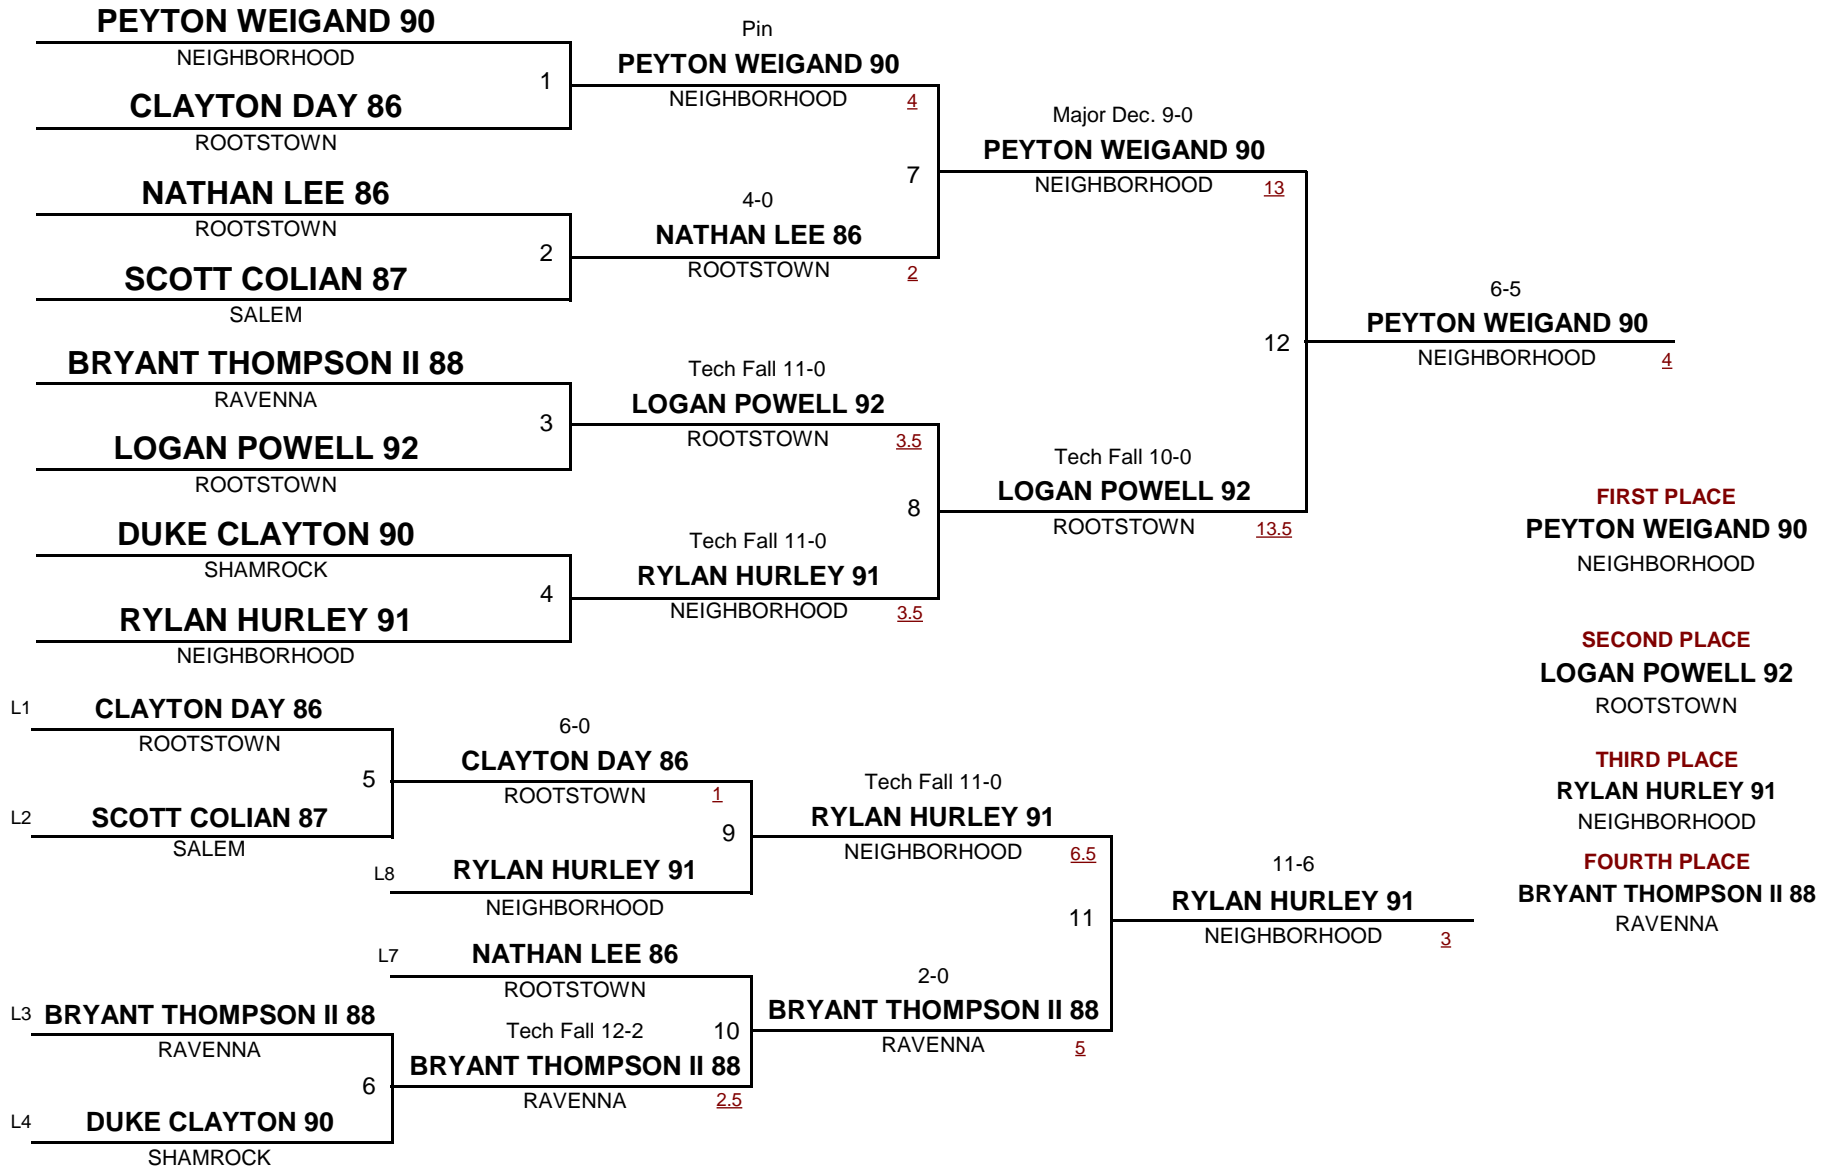 PEYTON WEIGAND 90
NEIGHBORHOOD
1
CLAYTON DAY 86
ROOTSTOWN
NATHAN LEE 86
ROOTSTOWN
2
SCOTT COLIAN 87
SALEM
BRYANT THOMPSON II 88
RAVENNA
3
LOGAN POWELL 92
ROOTSTOWN
DUKE CLAYTON 90
SHAMROCK
4
RYLAN HURLEY 91
NEIGHBORHOOD
Pin
PEYTON WEIGAND 90
NEIGHBORHOOD 4
7
4-0
NATHAN LEE 86
ROOTSTOWN 2
Tech Fall 11-0
LOGAN POWELL 92
ROOTSTOWN 3.5
8
Tech Fall 11-0
RYLAN HURLEY 91
NEIGHBORHOOD 3.5
Major Dec. 9-0
PEYTON WEIGAND 90
NEIGHBORHOOD 13
12
Tech Fall 10-0
LOGAN POWELL 92
ROOTSTOWN 13.5
6-5
PEYTON WEIGAND 90
NEIGHBORHOOD 4
FIRST PLACE
PEYTON WEIGAND 90
NEIGHBORHOOD
SECOND PLACE
LOGAN POWELL 92
ROOTSTOWN
THIRD PLACE
RYLAN HURLEY 91
NEIGHBORHOOD
FOURTH PLACE
BRYANT THOMPSON II 88
RAVENNA
L1 CLAYTON DAY 86
ROOTSTOWN
5
L2 SCOTT COLIAN 87
SALEM
L3 BRYANT THOMPSON II 88
RAVENNA
6
L4 DUKE CLAYTON 90
SHAMROCK
6-0
CLAYTON DAY 86
ROOTSTOWN 1
9
L8 RYLAN HURLEY 91
NEIGHBORHOOD
L7 NATHAN LEE 86
ROOTSTOWN
Tech Fall 12-2 10
BRYANT THOMPSON II 88
RAVENNA 2.5
Tech Fall 11-0
RYLAN HURLEY 91
NEIGHBORHOOD 6.5
11
2-0
BRYANT THOMPSON II 88
RAVENNA 5
11-6
RYLAN HURLEY 91
NEIGHBORHOOD 3